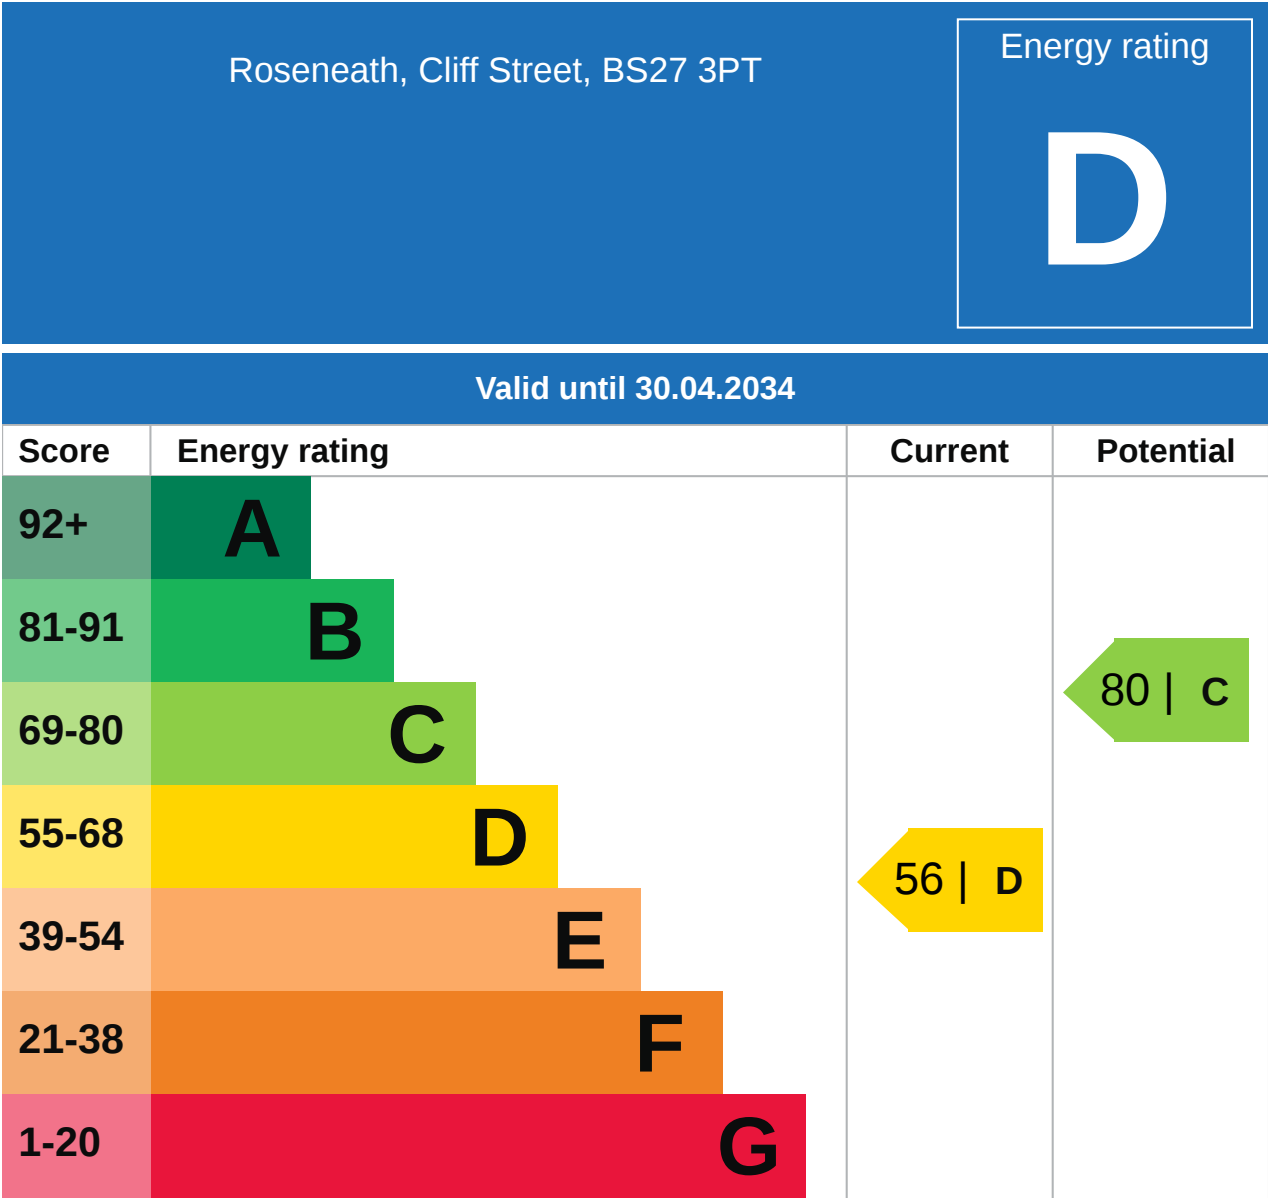 Roseneath, Cliff Street, BS27 3PT
Energy rating
D
Valid until 30.04.2034
Score Energy rating Current Potential
92+ A
81-91 B
69-80 C
80 | C
55-68 D
56 | D
39-54 E
21-38 F
1-20 G